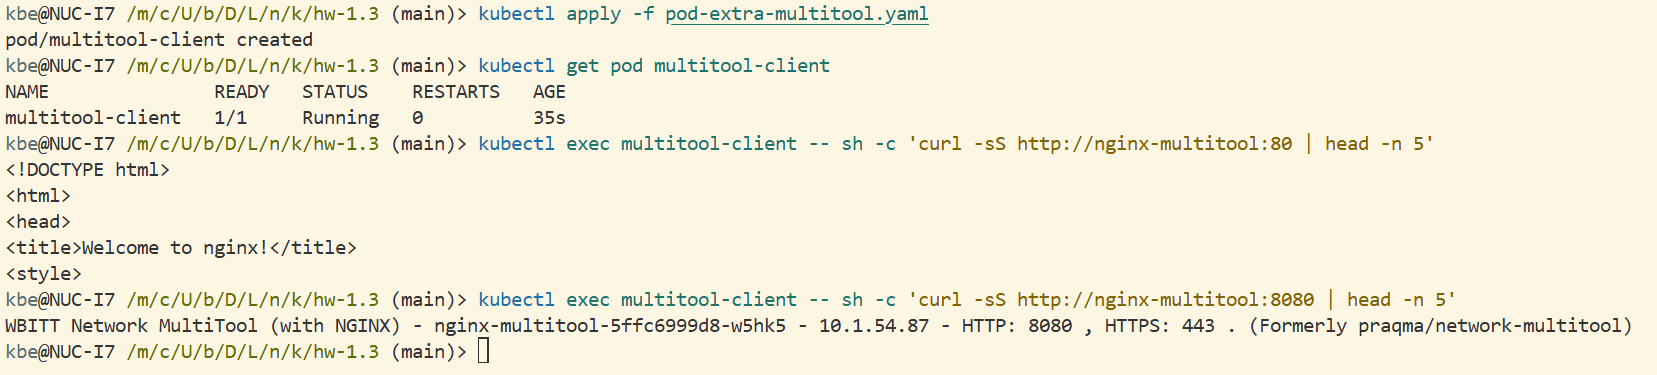 kbe@NUC-I7 /m/c/U/b/D/L/n/k/hw-1.3 (main)> kubectl apply -f pod-extra-multitool.yaml
pod/multitool-client created
kbe@NUC-I7 /m/c/U/b/D/L/n/k/hw-1.3 (main)> kubectl get pod multitool-client
NAME               READY   STATUS    RESTARTS   AGE
multitool-client   1/1     Running   0          35s
kbe@NUC-I7 /m/c/U/b/D/L/n/k/hw-1.3 (main)> kubectl exec multitool-client -- sh -c 'curl -sS http://nginx-multitool:80 | head -n 5'
<!DOCTYPE html>
<html>
<head>
<title>Welcome to nginx!</title>
<style>
kbe@NUC-I7 /m/c/U/b/D/L/n/k/hw-1.3 (main)> kubectl exec multitool-client -- sh -c 'curl -sS http://nginx-multitool:8080 | head -n 5'
WBITT Network MultiTool (with NGINX) - nginx-multitool-5ffc6999d8-w5hk5 - 10.1.54.87 - HTTP: 8080 , HTTPS: 443 . (Formerly praqma/network-multitool)
kbe@NUC-I7 /m/c/U/b/D/L/n/k/hw-1.3 (main)>